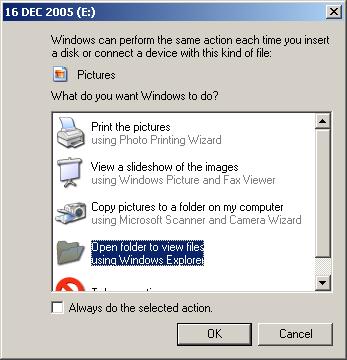 16 DEC 2005 (E:)
Windows can perform the same action each time you insert
a disk or connect a device with this kind of file:
Pictures
What do you want Windows to do?
Print the pictures
using Photo Printing Wizard
View a slideshow of the images
using Windows Picture and Fax Viewer
Copy pictures to a folder on my computer
using Microsoft Scanner and Camera Wizard
Open folder to view files
using Windows Explorer
Always do the selected action.
OK
Cancel